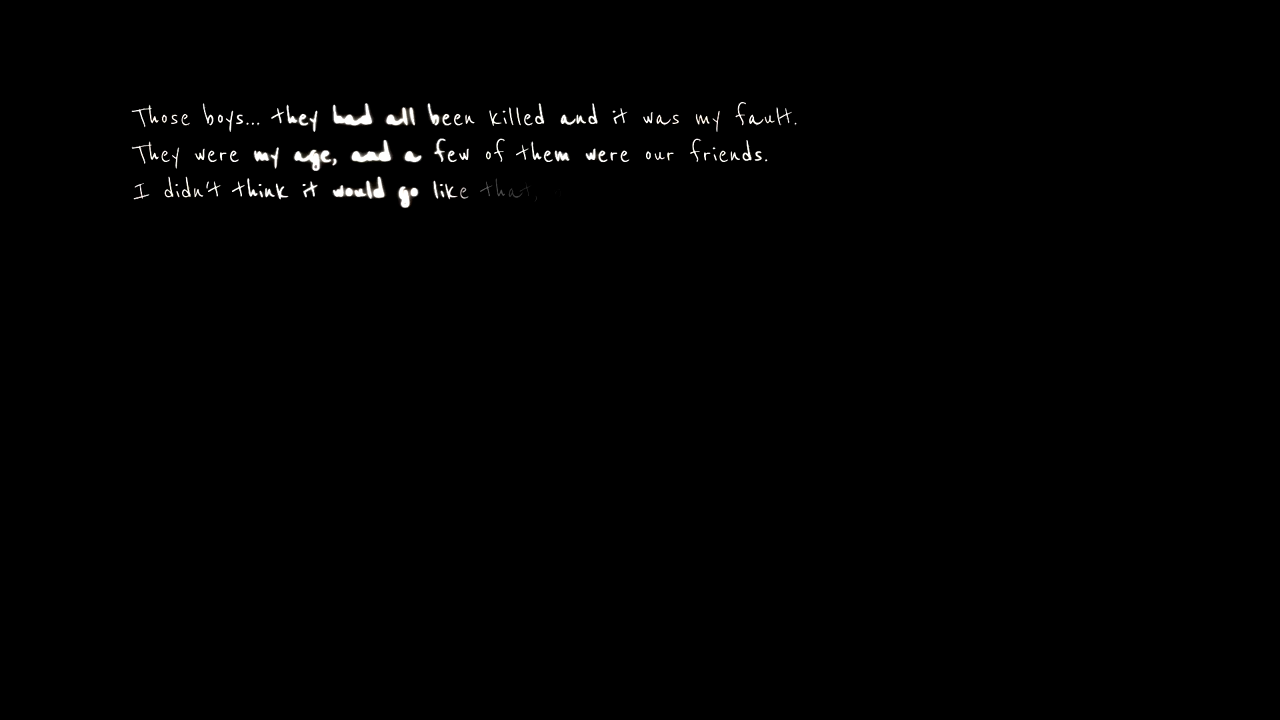 Those boys... they had all been killed and it was my fault.
They were my age, and a few of them were our friends.
I didn't think it would go like that,